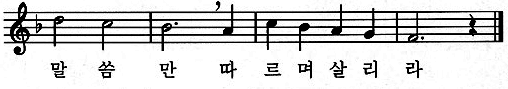 말 씀 만 따 르 며 살 리 라